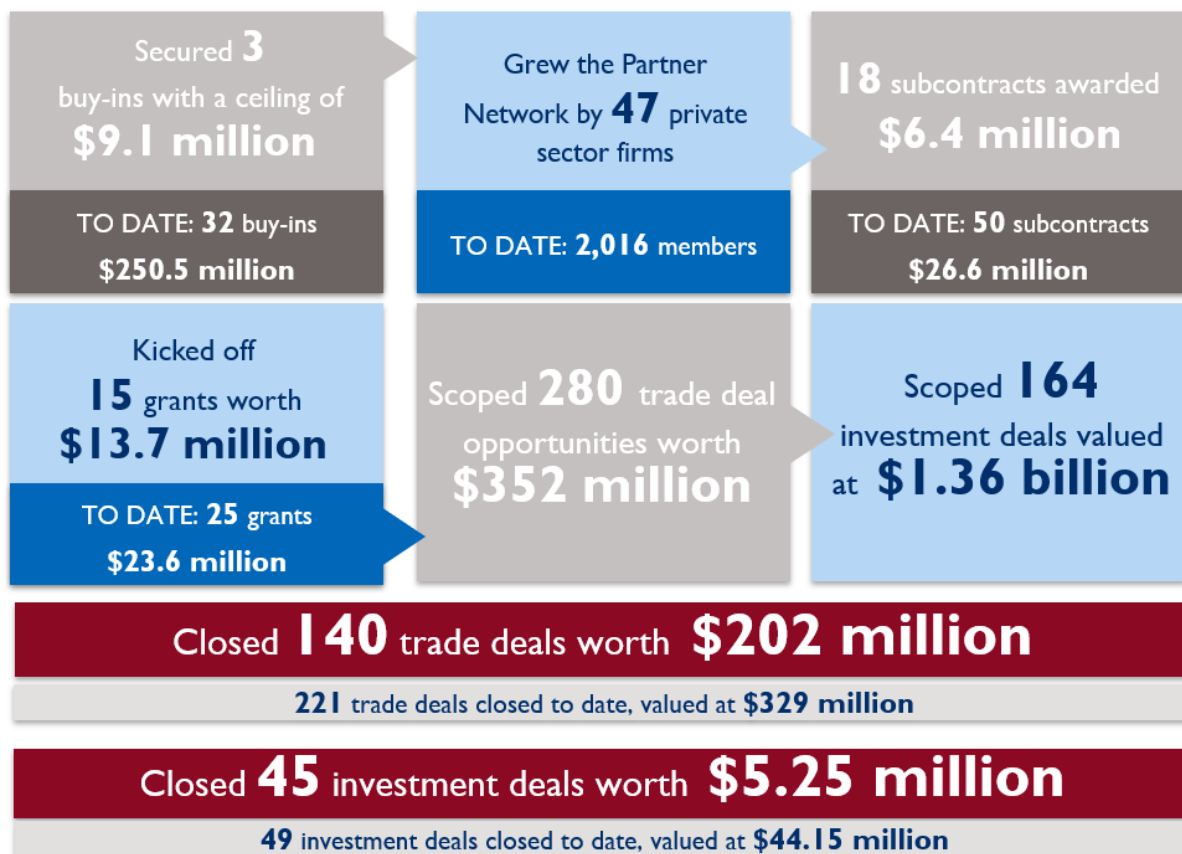 Secured 3
buy-ins with a ceiling of
$9.1 million
TO DATE: 32 buy-ins
$250.5 million
Grew the Partner
Network by 47 private
sector firms
TO DATE: 2,016 members
18 subcontracts awarded
$6.4 million
TO DATE: 50 subcontracts
$26.6 million
Kicked off
15 grants worth
$13.7 million
TO DATE: 25 grants
$23.6 million
Scoped 280 trade deal
opportunities worth
$352 million
Scoped 164
investment deals valued
at $1.36 billion
Closed 140 trade deals worth $202 million
221 trade deals closed to date, valued at $329 million
Closed 45 investment deals worth $5.25 million
49 investment deals closed to date, valued at $44.15 million